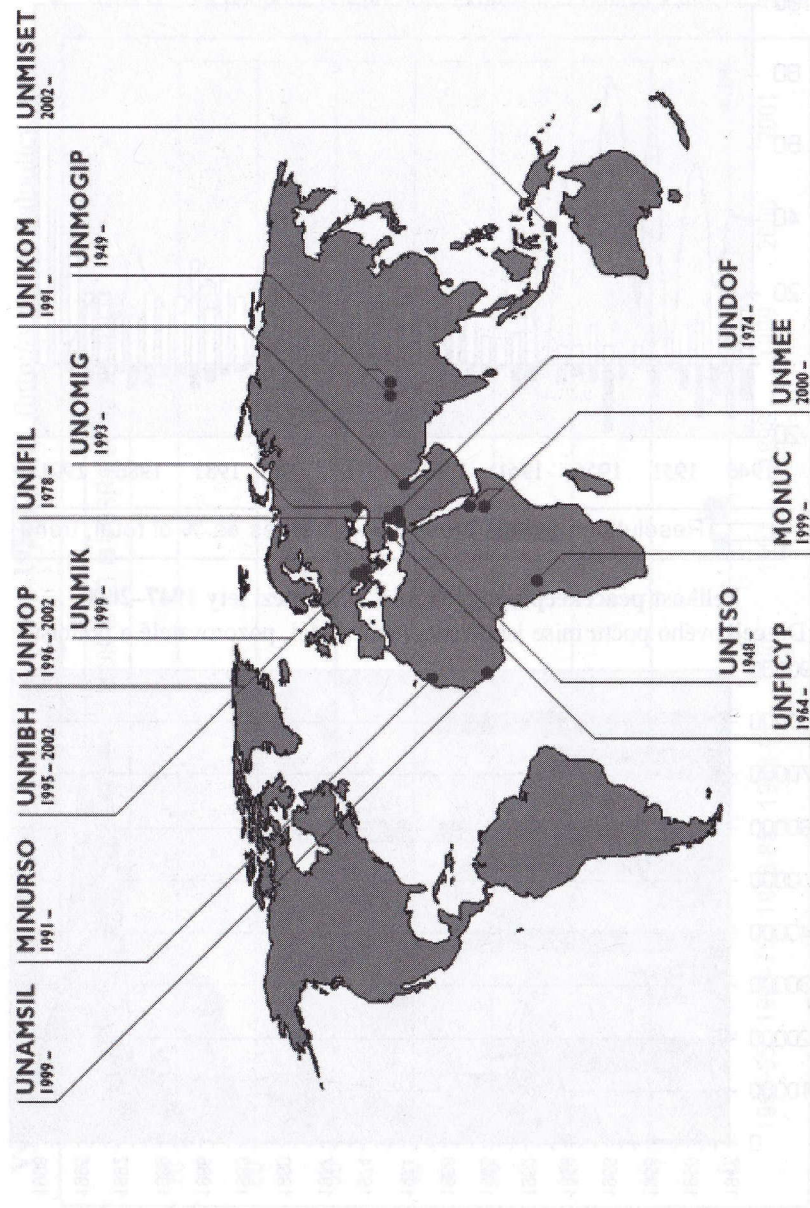 UNAMSIL
1999 –
MINURSO
1991 –
UNMIBH
1995 – 2002
UNMOP
1996 – 2002
UNIFIL
1978 –
UNIKOM
1991 –
UNMISET
2002 –
UNMIK
1999 –
UNOMIG
1993 –
UNMOGIP
1949 –
UNTSO
1948 –
UNDOF
1974 –
UNFICYP
1964 –
MONUC
1999 –
UNMEE
2000 –